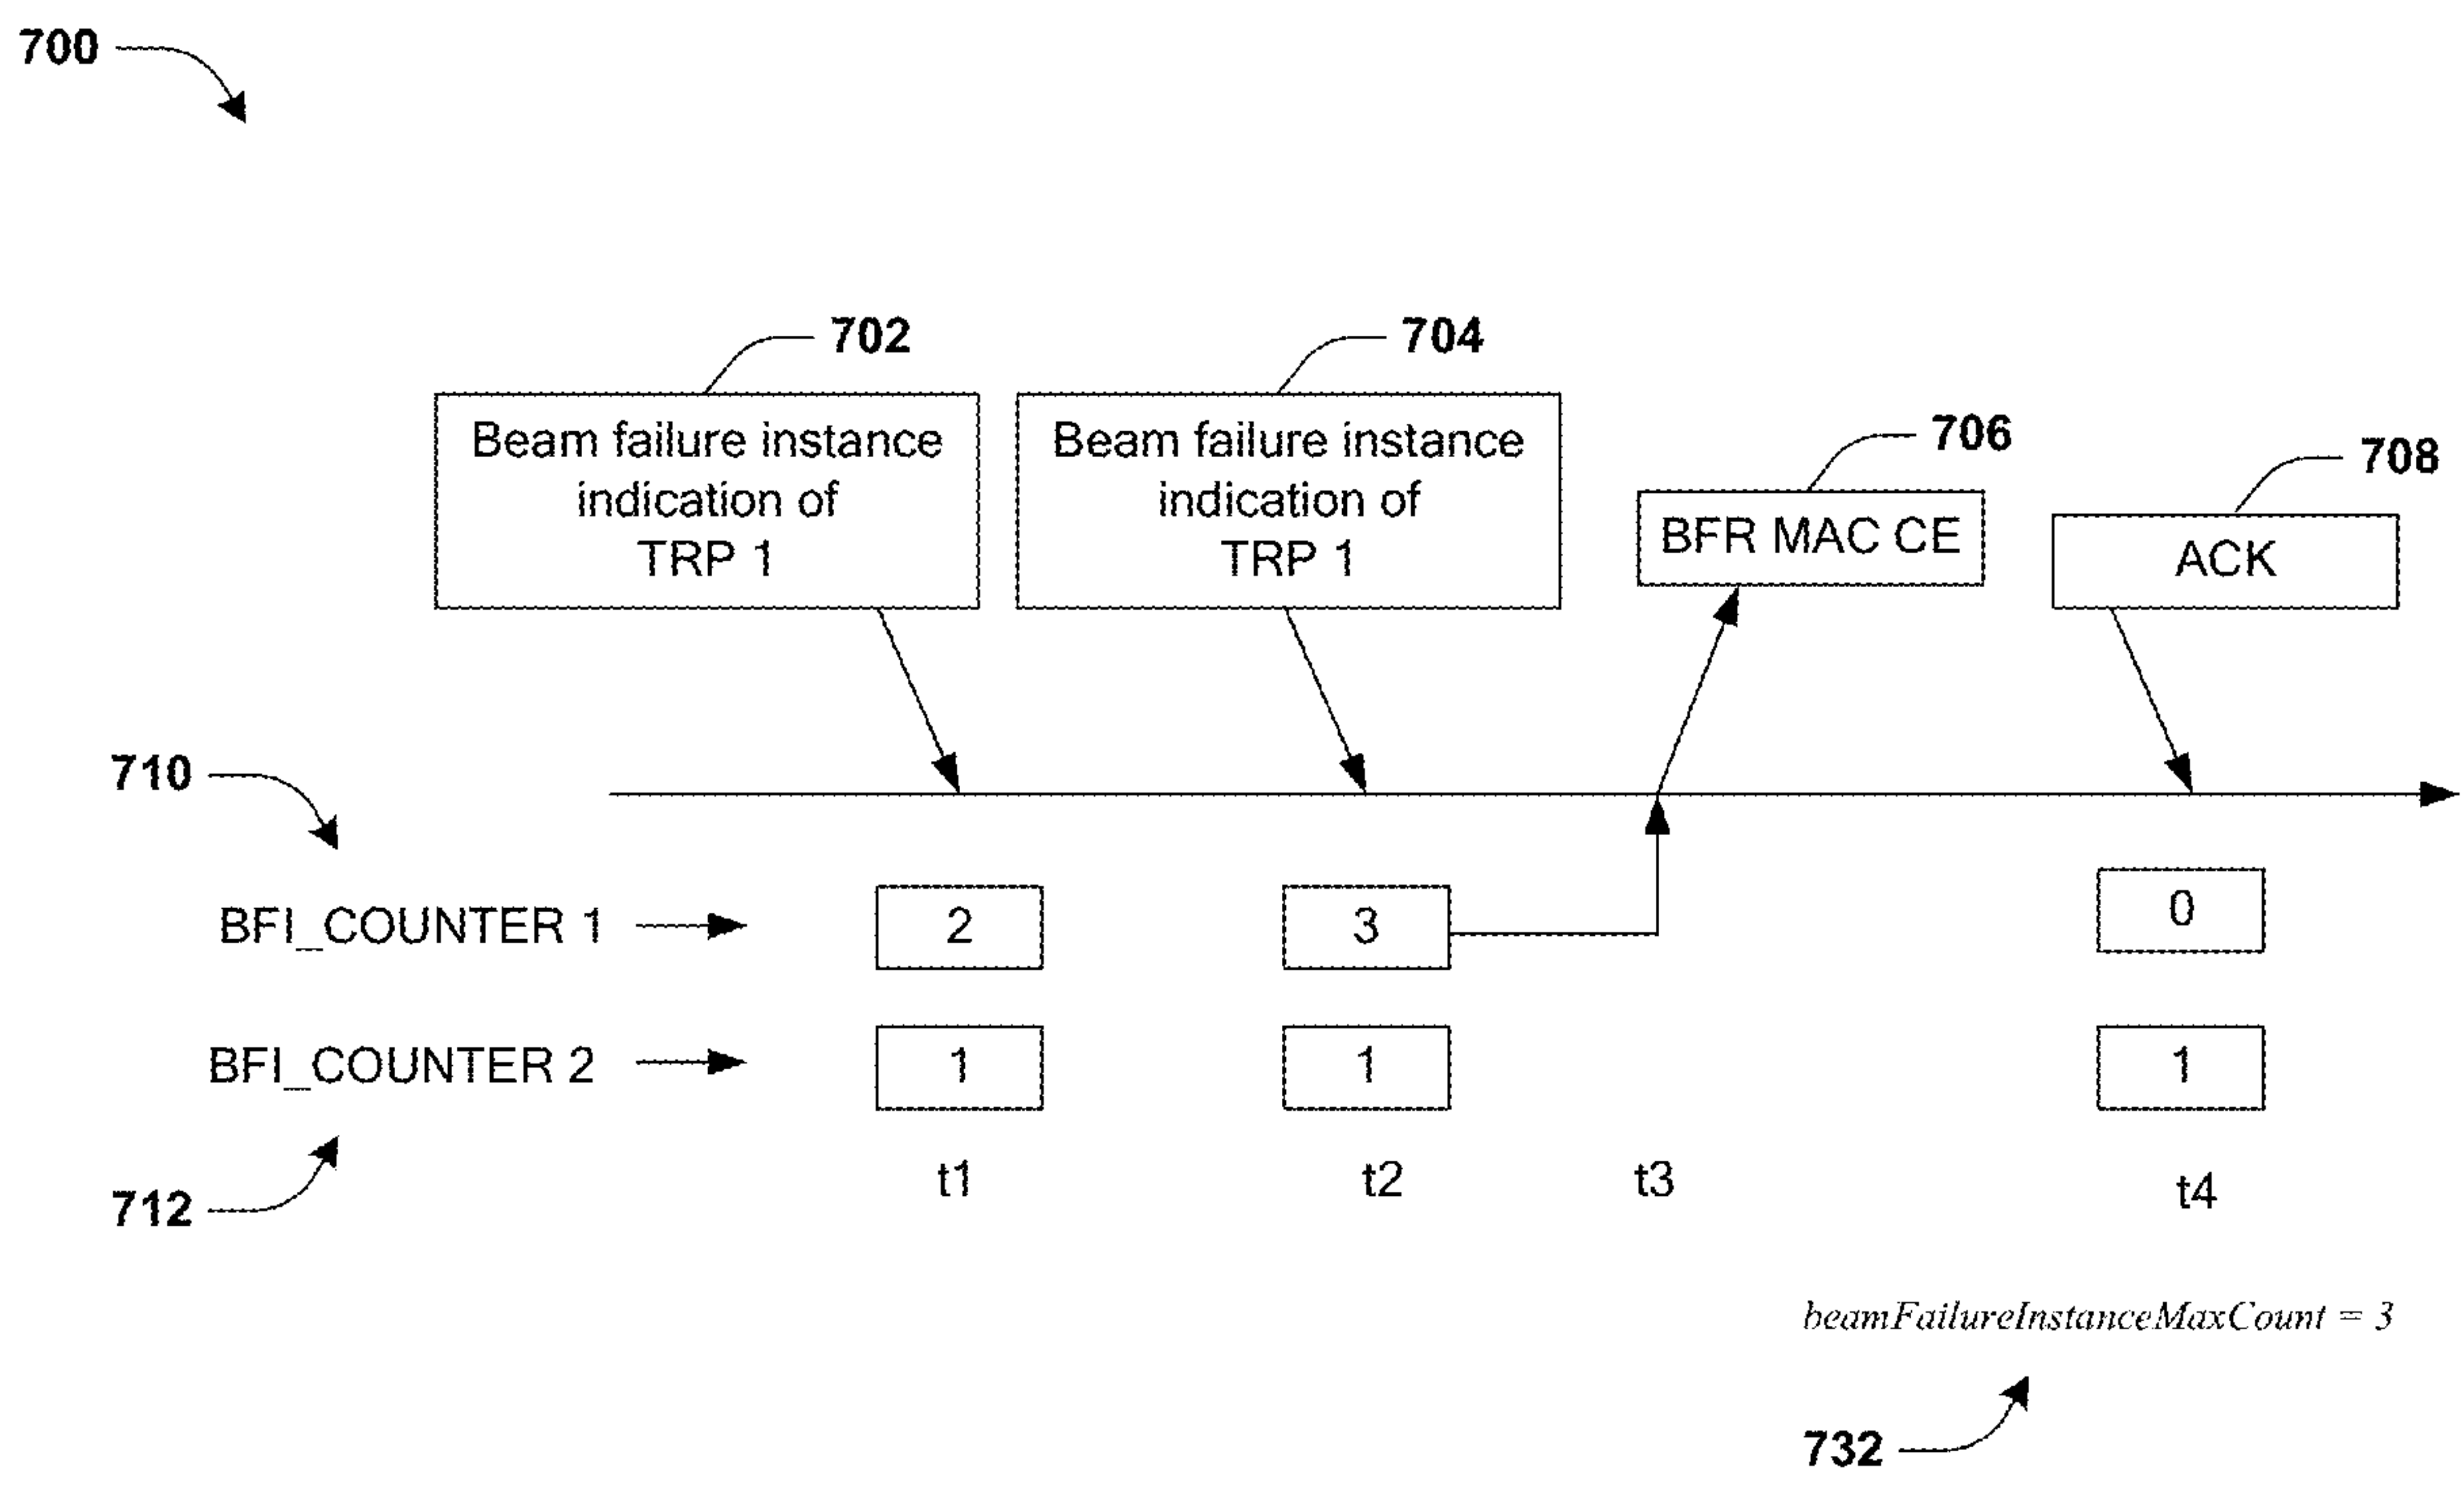 700
702
704
Beam failure instance
indication of
TRP 1
Beam failure instance
indication of
TRP 1
706
BFR MAC CE
708
ACK
710
BFI_COUNTER 1
2
3
0
BFI_COUNTER 2
1
1
1
712
t1
t2
t3
t4
beamFailureInstanceMaxCount = 3
732